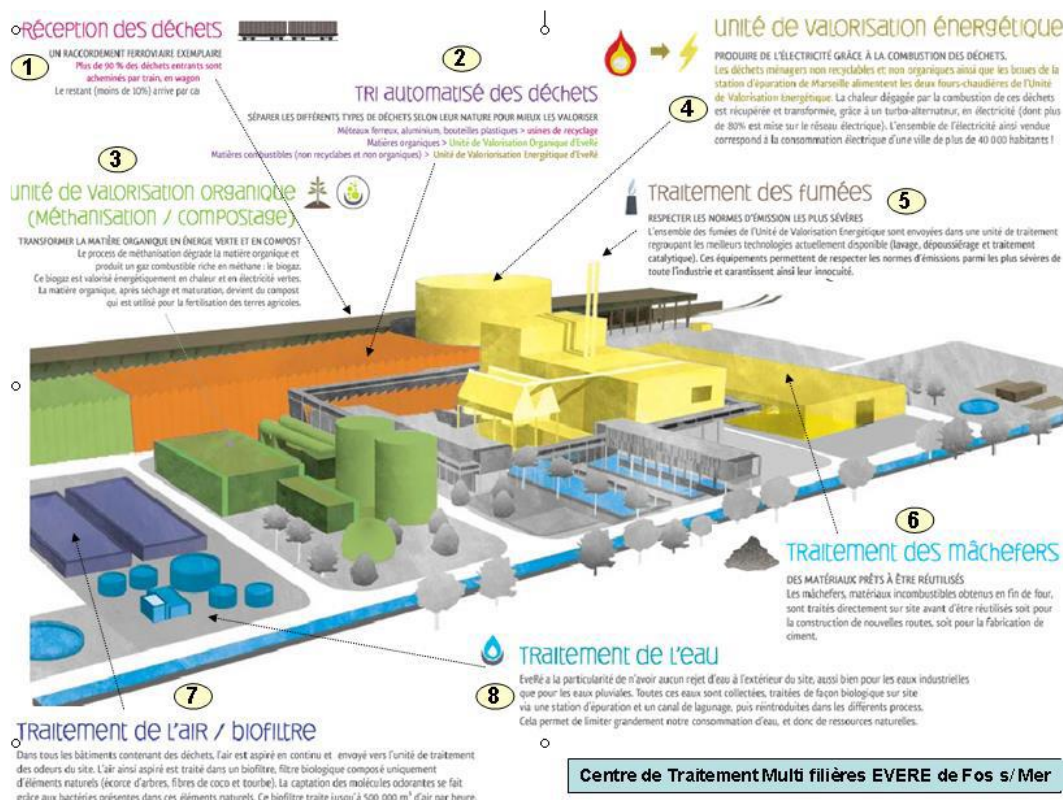 Réception des déchets
UN RACCORDEMENT FERROVIAIRE EXEMPLAIRE
Plus de 90 % des déchets entrants sont
acheminés par train, en wagon
Le restant (moins de 10%) arrive par ca
1
2
TRI automatisé des déchets
SÉPARER LES DIFFÉRENTS TYPES DE DÉCHETS SELON LEUR NATURE POUR MIEUX LES VALORISER
Méteaux ferreux, aluminium, bouteilles plastiques > usines de recyclage
Matières organiques > Unité de Valorisation Organique d'EveRé
Matières combustibles (non recyclabes et non organiques) > Unité de Valoriorisation Energétique d'EveRé
3
unité de valorisation organique
(Méthanisation / compostage)
TRANSFORMER LA MATIÈRE ORGANIQUE EN ÉNERGIE VERTE ET EN COMPOST
Le process de méthanisation dégrade la matière organique et
produit un gaz combustible riche en méthane : le biogaz.
Ce biogaz est valorisé énergétiquement en chaleur et en électricité vertes.
La matière organique, après séchage et maturation, devient du compost
qui est utilisé pour la fertilisation des terres agricoles.
unité de valorisation énergétique
PRODUIRE DE L'ÉLECTRICITÉ GRÂCE À LA COMBUSTION DES DÉCHETS.
Les déchets ménagers non recyclables et non organiques ainsi que les boues de la
station d'épuration de Marseille alimentent les deux fours-chaudières de l'Unité
de Valorisation Energétique. La chaleur dégagée par la combustion de ces déchets
est récupérée et transformée, grâce à un turbo-alternateur, en électricité (dont plus
de 80% est mise sur le réseau électrique). L'ensemble de l'électricité ainsi vendue
correspond à la consommation électrique d'une ville de plus de 40 000 habitants !
4
Traitement des fumées
5
RESPECTER LES NORMES D'ÉMISSION LES PLUS SÉVÈRES
L'ensemble des fumées de l'Unité de Valorisation Energétique sont envoyées dans une unité de traitement
regroupant les meilleurs technologies actuellement disponible (lavage, dépoussiérage et traitement
catalytique). Ces équipements permettent de respecter les normes d'émissions parmi les plus sévères de
toute l'industrie et garantissent ainsi leur innocuité.
6
Traitement des mâchefers
DES MATÉRIAUX PRÊTS À ÊTRE RÉUTILISÉS
Les mâchefers, matériaux incombustibles obtenus en fin de four,
sont traités directement sur site avant d'être réutilisés soit pour
la construction de nouvelles routes, soit pour la fabrication de
ciment.
Traitement de l'eau
8
EveRé a la particularité de n'avoir aucun rejet d'eau à l'extérieur du site, aussi bien pour les eaux industrielles
que pour les eaux pluviales. Toutes ces eaux sont collectées, traitées de façon biologique sur site
via une station d'épuration et un canal de lagunage, puis réintroduites dans les différents process.
Cela permet de limiter grandement notre consommation d'eau, et donc de ressources naturelles.
7
Traitement de l'air / biofiltre
Dans tous les bâtiments contenant des déchets, l'air est aspiré en continu et envoyé vers l'unité de traitement
des odeurs du site. L'air ainsi aspiré est traité dans un biofiltre, filtre biologique composé uniquement
d'éléments naturels (écorce d'arbres, fibres de coco et tourbe). La captation des molécules odorantes se fait
grâce aux bactéries présentes dans ces éléments naturels. Ce biofiltre traite jusqu'à 500 000 m³ d'air par heure.
Centre de Traitement Multi filières EVERE de Fos s/ Mer